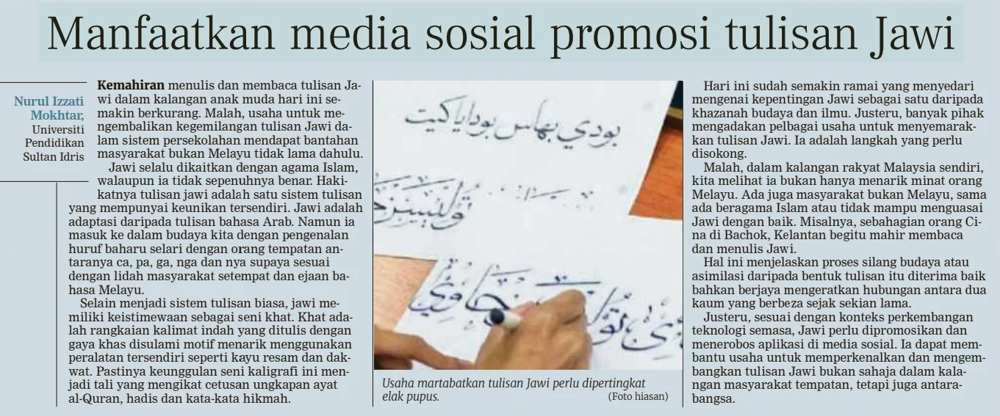 Manfaatkan media sosial promosi tulisan Jawi
Nurul Izzati
Mokhtar,
Universiti
Pendidikan
Sultan Idris
Kemahiran menulis dan membaca tulisan Ja-
wi dalam kalangan anak muda hari ini se-
makin berkurang. Malah, usaha untuk me-
ngembalikan kegemilangan tulisan Jawi da-
lam sistem persekolahan mendapat bantahan
masyarakat bukan Melayu tidak lama dahulu.
Jawi selalu dikaitkan dengan agama Islam,
walaupun ia tidak sepenuhnya benar. Haki-
katnya tulisan jawi adalah satu sistem tulisan
yang mempunyai keunikan tersendiri. Jawi adalah
adaptasi daripada tulisan bahasa Arab. Namun ia
masuk ke dalam budaya kita dengan pengenalan
huruf baharu selari dengan orang tempatan an-
taranya ca, pa, ga, nga dan nya supaya sesuai
dengan lidah masyarakat setempat dan ejaan ba-
hasa Melayu.
Selain menjadi sistem tulisan biasa, jawi me-
miliki keistimewaan sebagai seni khat. Khat ada-
lah rangkaian kalimat indah yang ditulis dengan
gaya khas disulami motif menarik menggunakan
peralatan tersendiri seperti kayu resam dan dak-
wat. Pastinya keunggulan seni kaligrafi ini men-
jadi tali yang mengikat cetusan ungkapan ayat
al-Quran, hadis dan kata-kata hikmah.
بودي بهاس بودايا كيت
Usaha martabatkan tulisan Jawi perlu dipertingkat
elak pupus.
(Foto hiasan)
Hari ini sudah semakin ramai yang menyedari
mengenai kepentingan Jawi sebagai satu daripada
khazanah budaya dan ilmu. Justeru, banyak pihak
mengadakan pelbagai usaha untuk menyemarak-
kan tulisan Jawi. Ia adalah langkah yang perlu
disokong.
Malah, dalam kalangan rakyat Malaysia sendiri,
kita melihat ia bukan hanya menarik minat orang
Melayu. Ada juga masyarakat bukan Melayu, sama
ada beragama Islam atau tidak mampu menguasai
Jawi dengan baik. Misalnya, sebahagian orang Ci-
na di Bachok, Kelantan begitu mahir membaca
dan menulis Jawi.
Hal ini menjelaskan proses silang budaya atau
asimilasi daripada bentuk tulisan itu diterima baik
bahkan berjaya mengeratkan hubungan antara dua
kaum yang berbeza sejak sekian lama.
Justeru, sesuai dengan konteks perkembangan
teknologi semasa, Jawi perlu dipromosikan dan
menerobos aplikasi di media sosial. Ia dapat mem-
bantu usaha untuk memperkenalkan dan mengem-
bangkan tulisan Jawi bukan sahaja dalam kala-
ngan masyarakat tempatan, tetapi juga antara-
bangsa.